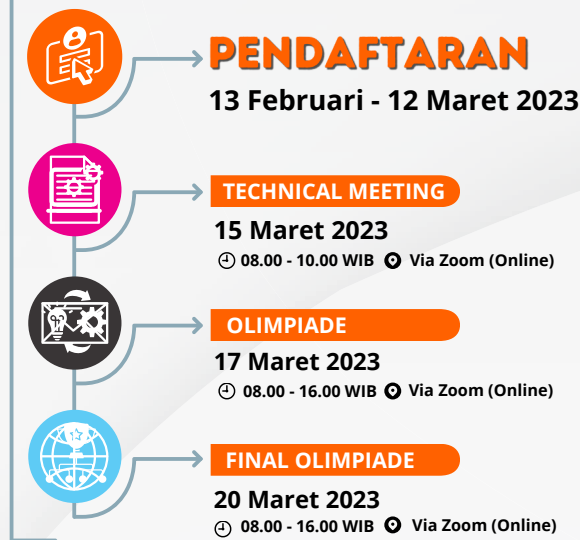 PENDAFTARAN
13 Februari - 12 Maret 2023
TECHNICAL MEETING
15 Maret 2023
08.00 - 10.00 WIB Via Zoom (Online)
OLIMPIADE
17 Maret 2023
08.00 - 16.00 WIB Via Zoom (Online)
FINAL OLIMPIADE
20 Maret 2023
08.00 - 16.00 WIB Via Zoom (Online)